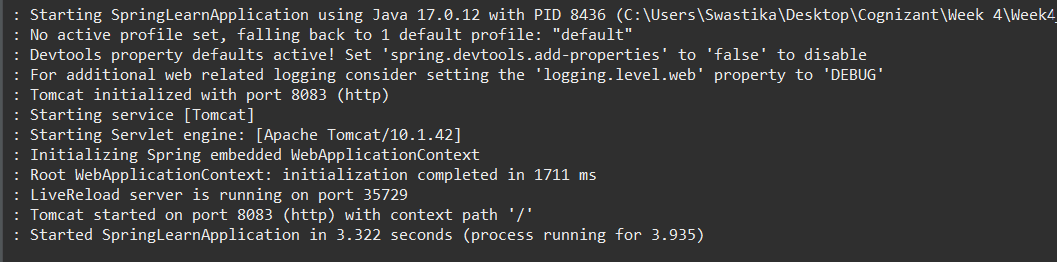 : Starting SpringLearnApplication using Java 17.0.12 with PID 8436 (C:\Users\Swastika\Desktop\Cognizant\Week 4\Week4_
: No active profile set, falling back to 1 default profile: "default"
: Devtools property defaults active! Set 'spring.devtools.add-properties' to 'false' to disable
: For additional web related logging consider setting the 'logging.level.web' property to 'DEBUG'
: Tomcat initialized with port 8083 (http)
: Starting service [Tomcat]
: Starting Servlet engine: [Apache Tomcat/10.1.42]
: Initializing Spring embedded WebApplicationContext
: Root WebApplicationContext: initialization completed in 1711 ms
: LiveReload server is running on port 35729
: Tomcat started on port 8083 (http) with context path '/'
: Started SpringLearnApplication in 3.322 seconds (process running for 3.935)